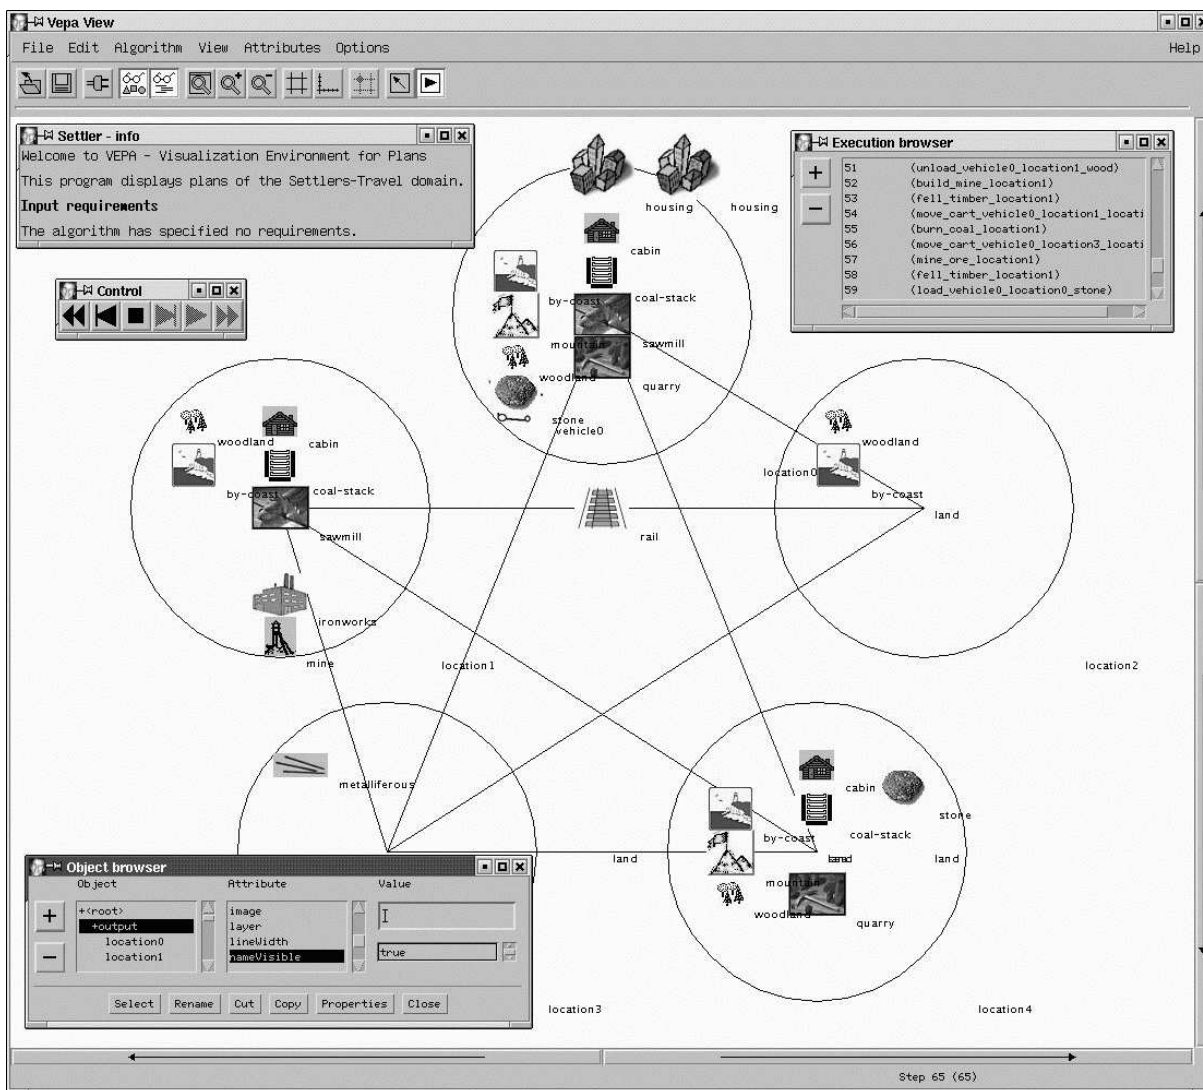 Vepa View
File Edit Algorithm View Attributes Options Help
Settler - info
Welcome to VEPA - Visualization Environment for Plans
This program displays plans of the Settlers-Travel domain.
Input requirements
The algorithm has specified no requirements.
Execution browser
51 (unload_vehicle0_location1_wood)
52 (build_mine_location1)
53 (fell_timber_location1)
54 (move_cart_vehicle0_location1_locati
55 (burn_coal_location1)
56 (move_cart_vehicle0_location3_locati
57 (mine_ore_location1)
58 (fell_timber_location1)
59 (load_vehicle0_location0_stone)
Control
housing housing
cabin
by-coast coal-stack
mountain sawmill
woodland quarry
stone
vehicle0
woodland cabin
by-coast coal-stack
sawmill
ironworks
mine
location1
rail
woodland
location0
by-coast
land
location2
metalliferous
cabin
stone
by-coast coal-stack
land land land
mountain
woodland quarry
Object browser
Object Attribute Value
+<root> image
+output layer
location0 lineWidth
location1 nameVisible true
Select Rename Cut Copy Properties Close
location3 location4
Step 65 (65)